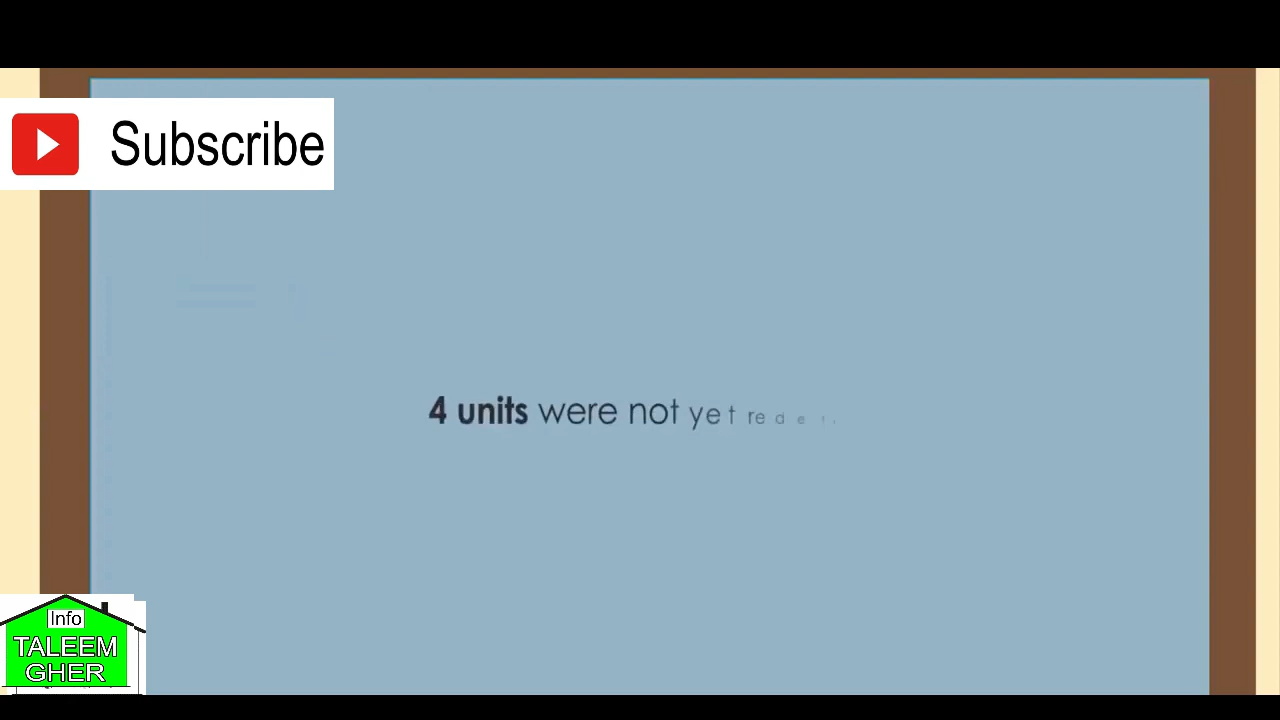 Subscribe
4 units were not yet
Info
TALEEM
GHER